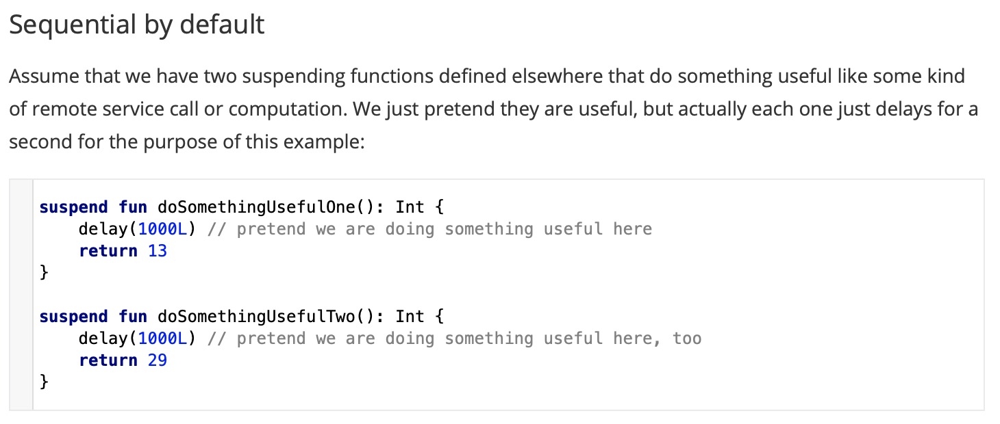 Sequential by default
Assume that we have two suspending functions defined elsewhere that do something useful like some kind
of remote service call or computation. We just pretend they are useful, but actually each one just delays for a
second for the purpose of this example:
suspend fun doSomethingUsefulOne(): Int {
    delay(1000L) // pretend we are doing something useful here
    return 13
}
suspend fun doSomethingUsefulTwo(): Int {
    delay(1000L) // pretend we are doing something useful here, too
    return 29
}